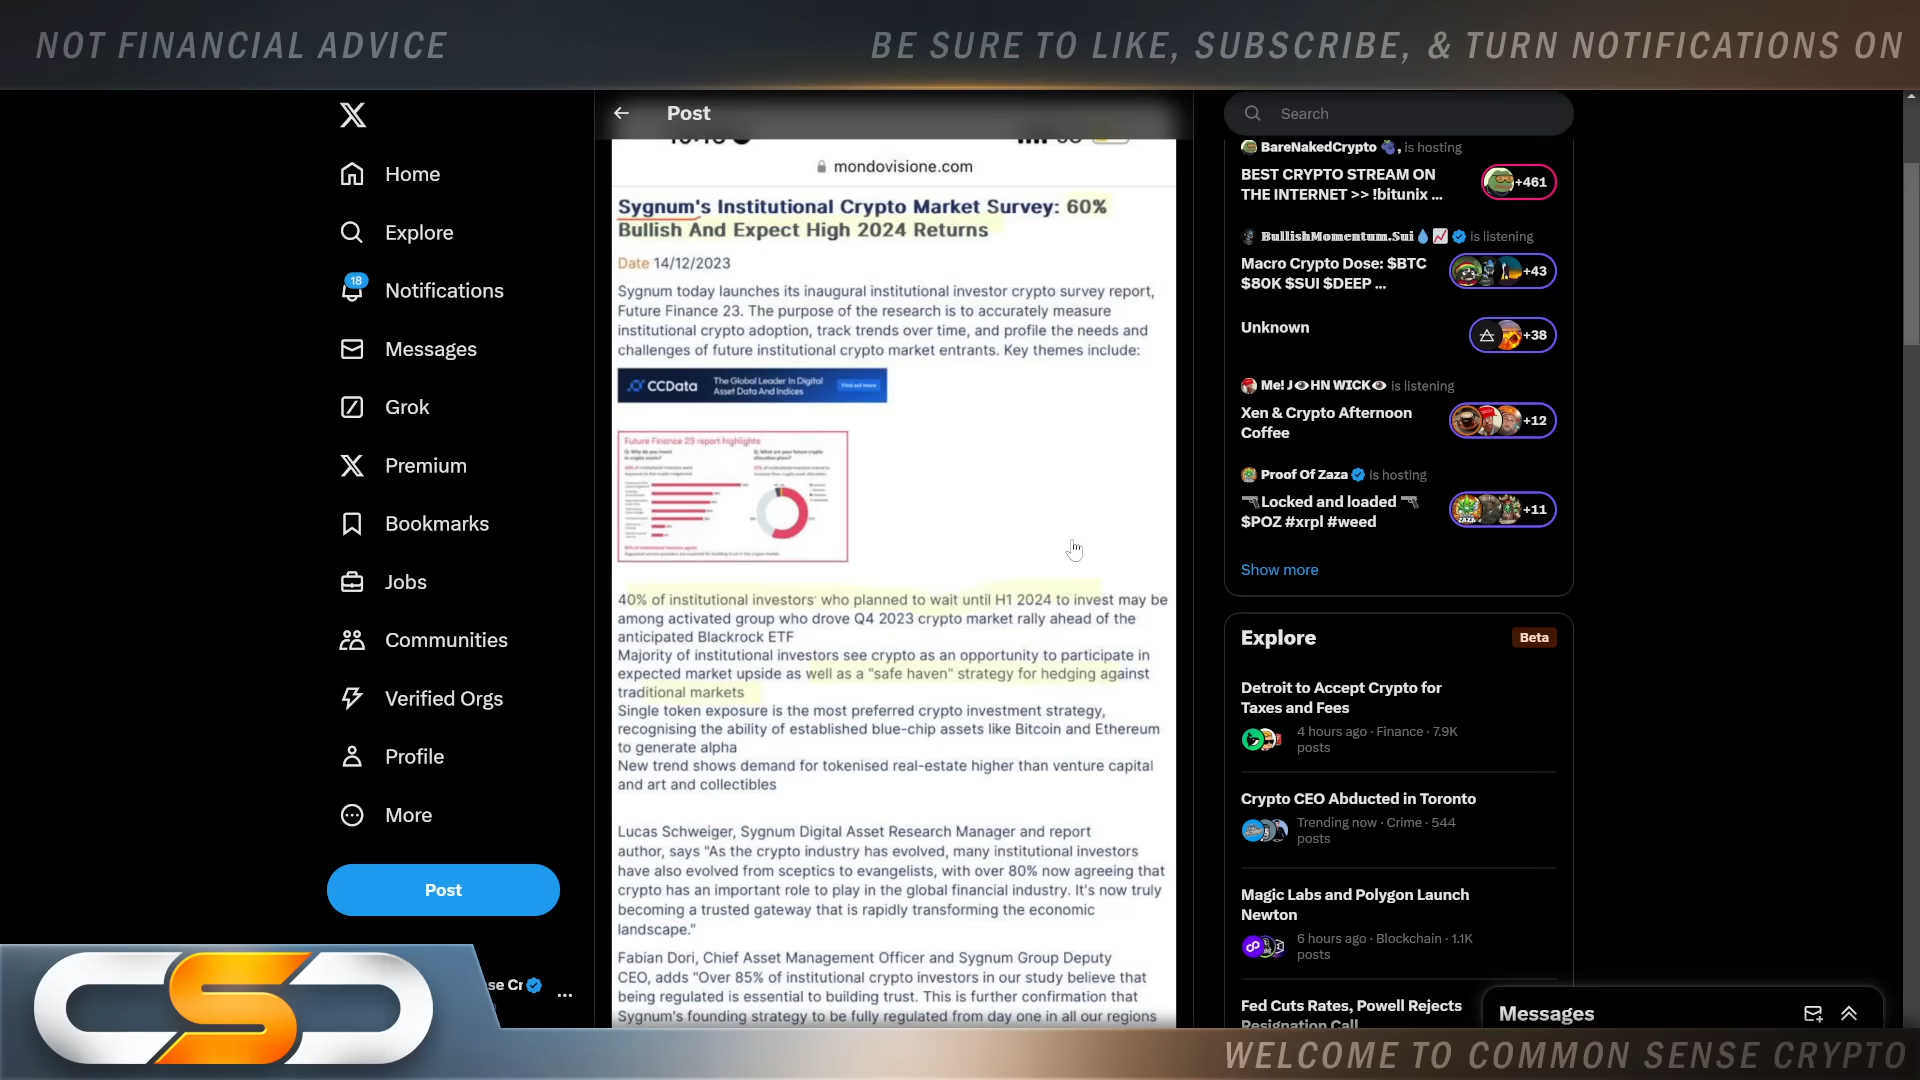 NOT FINANCIAL ADVICE
BE SURE TO LIKE, SUBSCRIBE, & TURN NOTIFICATIONS ON
Home
Explore
18
Notifications
Messages
Grok
Premium
Bookmarks
Jobs
Communities
Verified Orgs
Profile
More
Post
se Cr
Post
mondovisione.com
Sygnum's Institutional Crypto Market Survey: 60%
Bullish And Expect High 2024 Returns
Date 14/12/2023
Sygnum today launches its inaugural institutional investor crypto survey report,
Future Finance 23. The purpose of the research is to accurately measure
institutional crypto adoption, track trends over time, and profile the needs and
challenges of future institutional crypto market entrants. Key themes include:
CCData
The Global Leader In Digital
Asset Data And Indices
Find out more
Future Finance 23 report highlights
40% of institutional investors' who planned to wait until H1 2024 to invest may be
among activated group who drove Q4 2023 crypto market rally ahead of the
anticipated Blackrock ETF
Majority of institutional investors see crypto as an opportunity to participate in
expected market upside as well as a "safe haven" strategy for hedging against
traditional markets
Single token exposure is the most preferred crypto investment strategy,
recognising the ability of established blue-chip assets like Bitcoin and Ethereum
to generate alpha
New trend shows demand for tokenised real-estate higher than venture capital
and art and collectibles
Lucas Schweiger, Sygnum Digital Asset Research Manager and report
author, says "As the crypto industry has evolved, many institutional investors
have also evolved from sceptics to evangelists, with over 80% now agreeing that
crypto has an important role to play in the global financial industry. It's now truly
becoming a trusted gateway that is rapidly transforming the economic
landscape."
Fabian Dori, Chief Asset Management Officer and Sygnum Group Deputy
CEO, adds "Over 85% of institutional crypto investors in our study believe that
being regulated is essential to building trust. This is further confirmation that
Sygnum's founding strategy to be fully regulated from day one in all our regions
Search
BareNakedCrypto , is hosting
BEST CRYPTO STREAM ON
THE INTERNET >> !bitunix ...
+461
BullishMomentum.Sui is listening
Macro Crypto Dose: $BTC
$80K $SUI $DEEP ...
+43
Unknown
+38
Me! J👁HN WICK👁 is listening
Xen & Crypto Afternoon
Coffee
+12
Proof Of Zaza is hosting
Locked and loaded
$POZ #xrpl #weed
+11
Show more
Explore
Beta
Detroit to Accept Crypto for
Taxes and Fees
4 hours ago · Finance · 7.9K
posts
Crypto CEO Abducted in Toronto
Trending now · Crime · 544
posts
Magic Labs and Polygon Launch
Newton
6 hours ago · Blockchain · 1.1K
posts
Fed Cuts Rates, Powell Rejects
Resignation Call
Messages
CSC
WELCOME TO COMMON SENSE CRYPTO